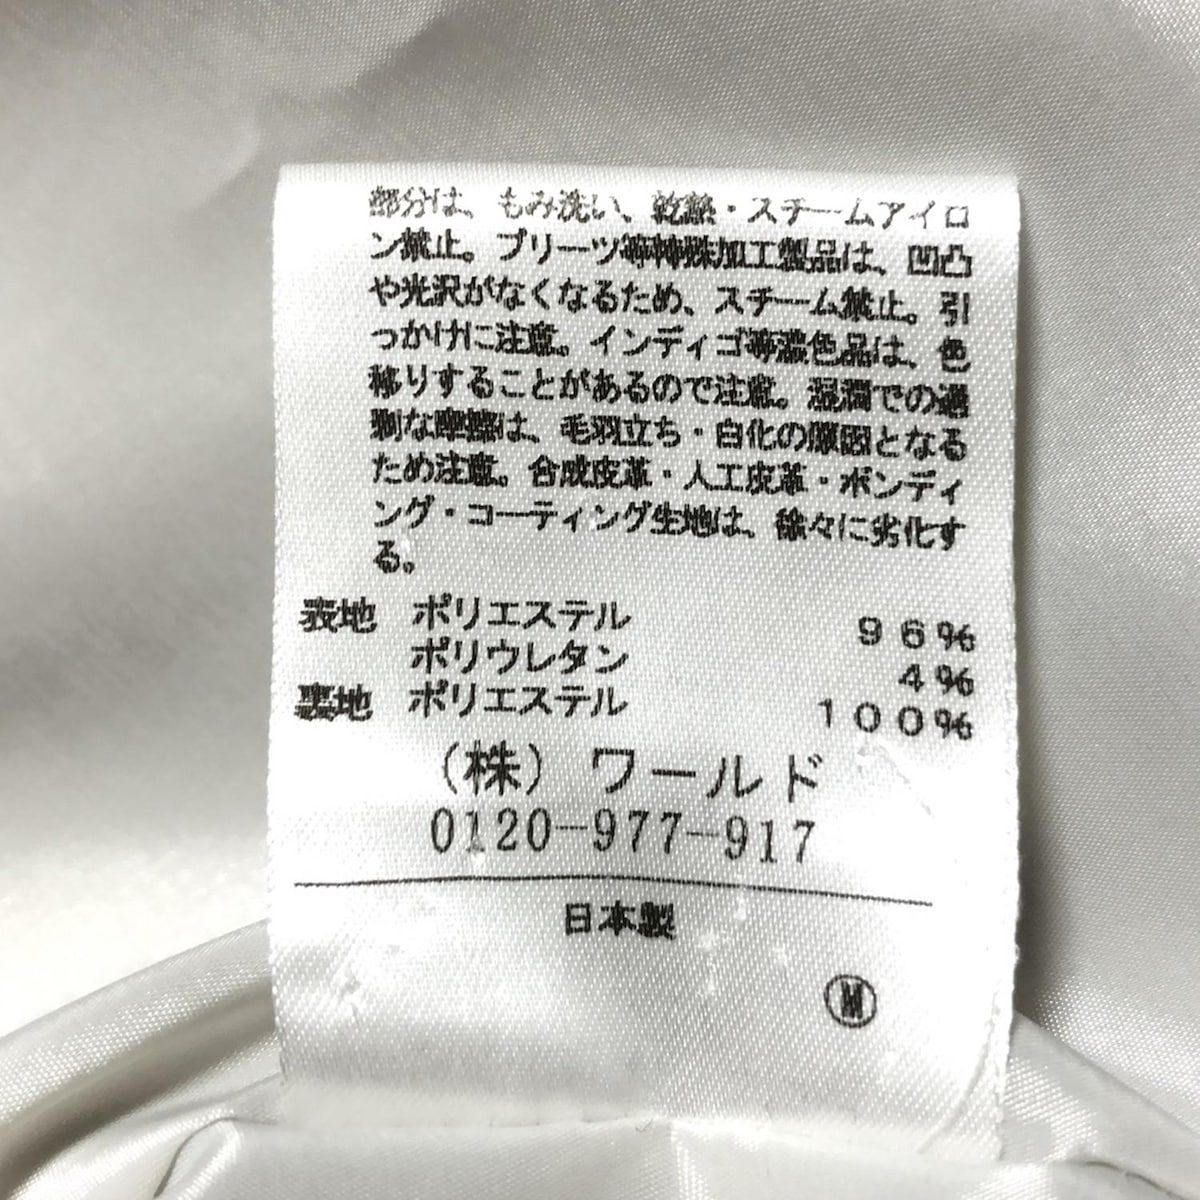 部分は、もみ洗い、乾熱・スチームアイロ
ン禁止。プリーツ等特殊加工製品は、凹凸
や光沢がなくなるため、スチーム禁止。引
っかけに注意。インディゴ等濃色品は、色
移りすることがあるので注意。湿潤での過
剰な摩擦は、毛羽立ち・白化の原因となる
ため注意。合成皮革・人工皮革・ボンディ
ング・コーティング生地は、徐々に劣化す
る。
表地 ポリエステル 96%
ポリウレタン 4%
裏地 ポリエステル 100%
(株) ワールド
0120-977-917
日本製
Ⓜ